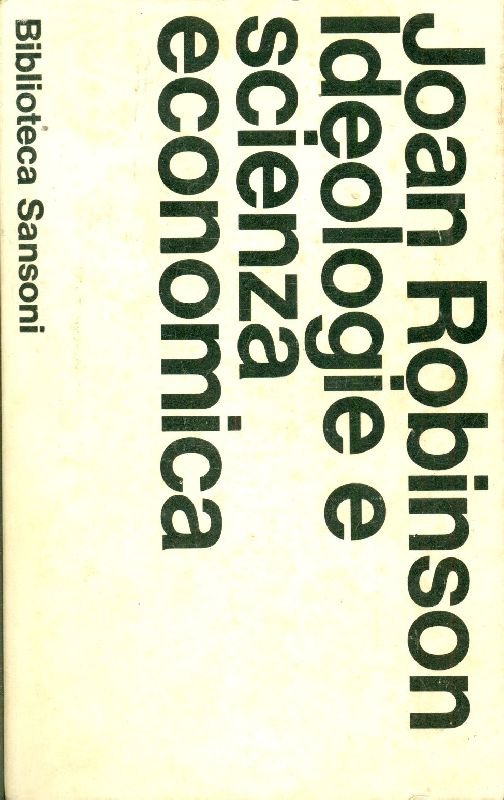 Joan Robinson
Ideologie e
scienza
economica
Biblioteca Sansoni